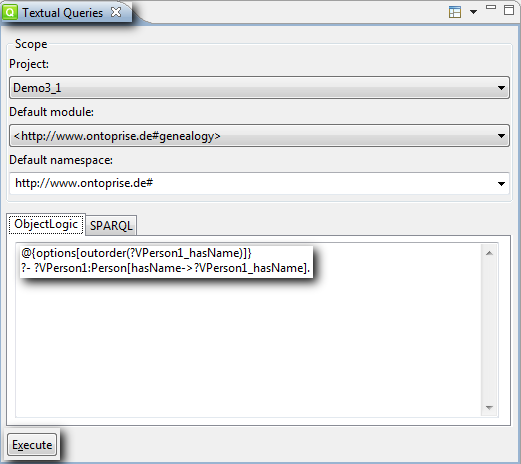 Textual Queries
Scope
Project:
Demo3_1
Default module:
<http://www.ontoprise.de#genealogy>
Default namespace:
http://www.ontoprise.de#
ObjectLogic SPARQL
@{options[outorder(?VPerson1_hasName)]}
?- ?VPerson1:Person[hasName->?VPerson1_hasName].
Execute